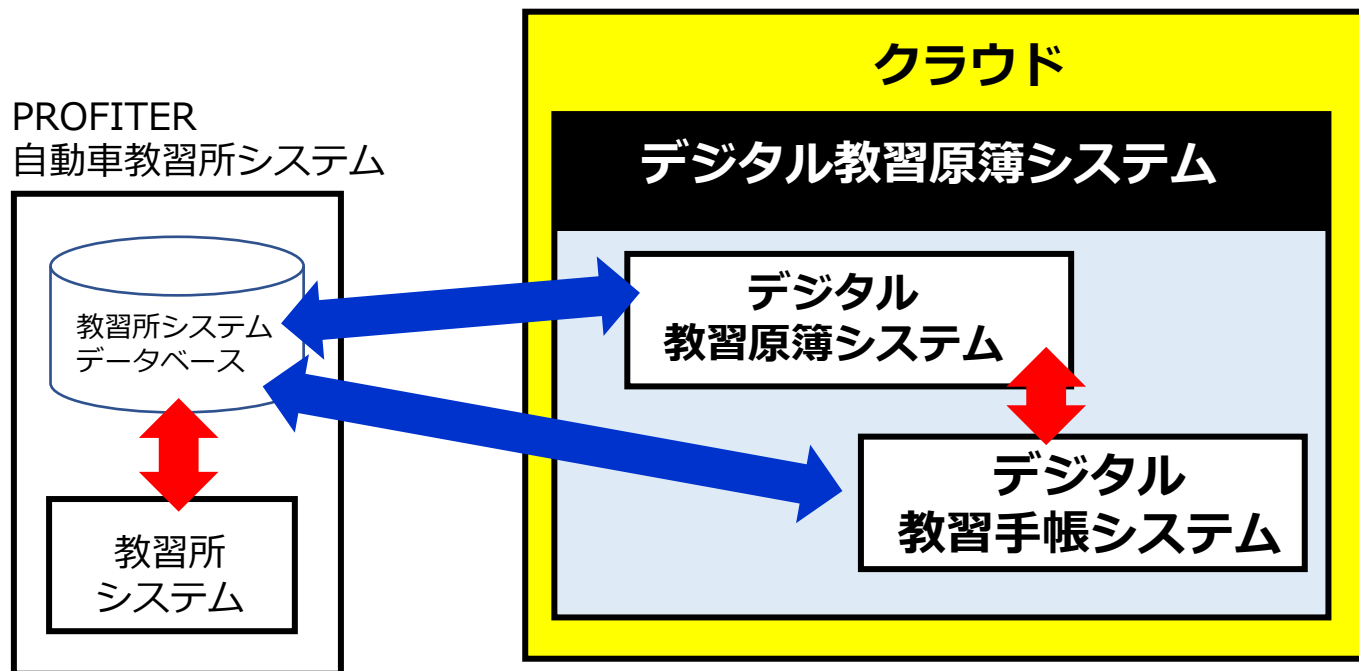 クラウド
PROFITER
自動車教習所システム
デジタル教習原簿システム
教習所システム
データベース
デジタル
教習原簿システム
デジタル
教習手帳システム
教習所
システム